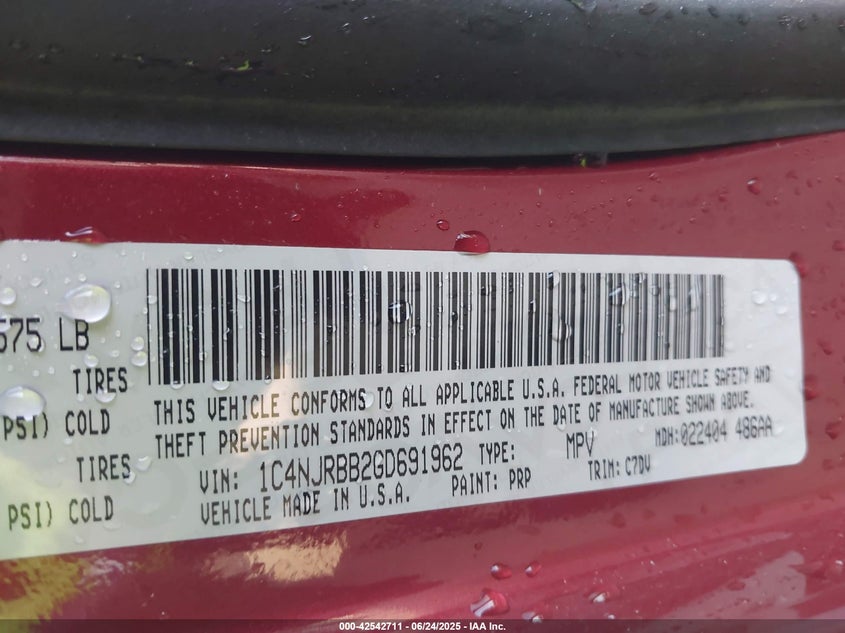 575 LB
TIRES
PSI) COLD
PSI) COLD
THIS VEHICLE CONFORMS TO ALL APPLICABLE U.S.A. FEDERAL MOTOR VEHICLE SAFETY AND
THEFT PREVENTION STANDARDS IN EFFECT ON THE DATE OF MANUFACTURE SHOWN ABOVE.
VIN: 1C4NJRBB2GD691962 TYPE: MPV MDH:022404 486AA
VEHICLE MADE IN U.S.A. PAINT: PRP TRIM: C7DV
000-42542711 - 06/24/2025 - IAA Inc.